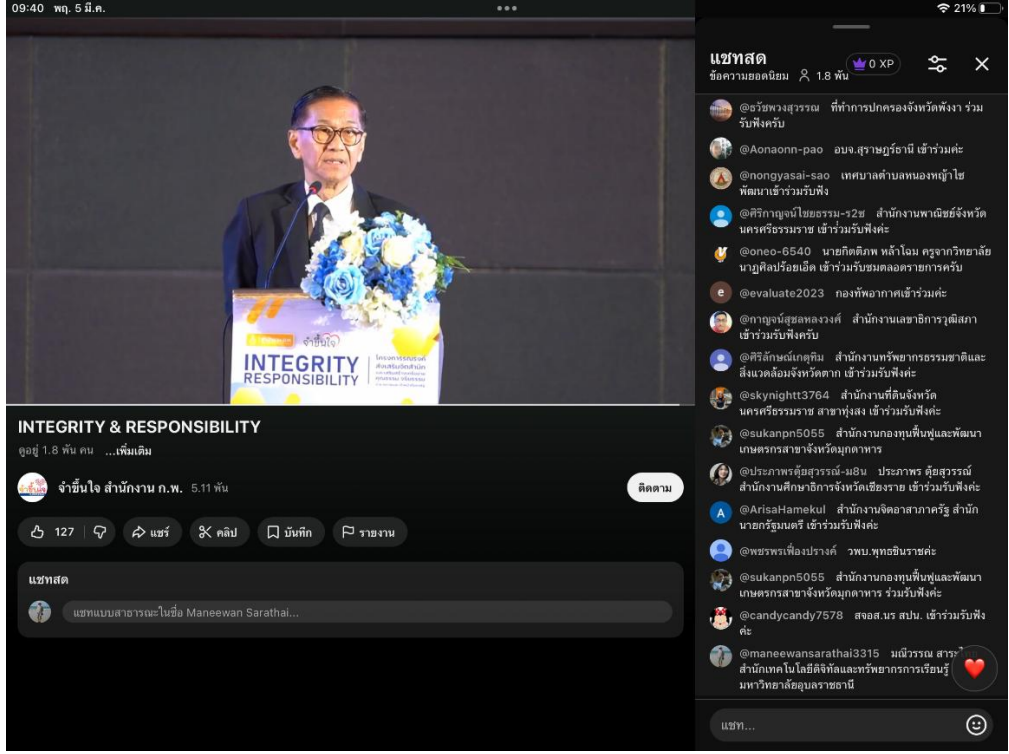 09:40 พฤ. 5 มี.ค.
21%
จำขึ้นใจ
INTEGRITY
RESPONSIBILITY
โครงการรณรงค์
ส่งเสริมจิตสำนึก
INTEGRITY & RESPONSIBILITY
ดูอยู่ 1.8 พัน คน ...เพิ่มเติม
จำขึ้นใจ สำนักงาน ก.พ. 5.11 พัน
ติดตาม
127
แชร์
คลิป
บันทึก
รายงาน
แชทสด
แชทแบบสาธารณะในชื่อ Maneewan Sarathai...
แชทสด
0 XP
ข้อความยอดนิยม 1.8 พัน
@ธวัชพวงสุวรรณ ที่ทำการปกครองจังหวัดพังงา ร่วม
รับฟังครับ
@Aonaonn-pao อบจ.สุราษฎร์ธานี เข้าร่วมค่ะ
@nongyasai-sao เทศบาลตำบลหนองหญ้าไซ
พัฒนาเข้าร่วมรับฟัง
@ศิริกาญจน์ไชยธรรม-ร2ช สำนักงานพาณิชย์จังหวัด
นครศรีธรรมราช เข้าร่วมรับฟังค่ะ
@oneo-6540 นายกิตติภพ หล้าโฉม ครูจากวิทยาลัย
นาฏศิลปร้อยเอ็ด เข้าร่วมรับชมตลอดรายการครับ
@evaluate2023 กองทัพอากาศเข้าร่วมค่ะ
@กาญจน์สุชลหลงวงศ์ สำนักงานเลขาธิการวุฒิสภา
เข้าร่วมรับฟังครับ
@ศิริลักษณ์เกตุทิม สำนักงานทรัพยากรธรรมชาติและ
สิ่งแวดล้อมจังหวัดตาก เข้าร่วมรับฟังค่ะ
@skynightt3764 สำนักงานที่ดินจังหวัด
นครศรีธรรมราช สาขาทุ่งสง เข้าร่วมรับฟังค่ะ
@sukanpn5055 สำนักงานกองทุนฟื้นฟูและพัฒนา
เกษตรกรสาขาจังหวัดมุกดาหาร
@ประภาพรตุ้ยสุวรรณ์-ม8น ประภาพร ตุ้ยสุวรรณ์
สำนักงานศึกษาธิการจังหวัดเชียงราย เข้าร่วมรับฟังค่ะ
@ArisaHamekul สำนักงานจิตอาสาภาครัฐ สำนัก
นายกรัฐมนตรี เข้าร่วมรับฟังค่ะ
@พชรพรเฟื่องปรางค์ วพบ.พุทธชินราชค่ะ
@sukanpn5055 สำนักงานกองทุนฟื้นฟูและพัฒนา
เกษตรกรสาขาจังหวัดมุกดาหาร ร่วมรับฟังค่ะ
@candycandy7578 สจอส.นร สปน. เข้าร่วมรับฟัง
ค่ะ
@maneewansarathai3315 มณีวรรณ สาระไทย
สำนักเทคโนโลยีดิจิทัลและทรัพยากรการเรียนรู้
มหาวิทยาลัยอุบลราชธานี
แชท...